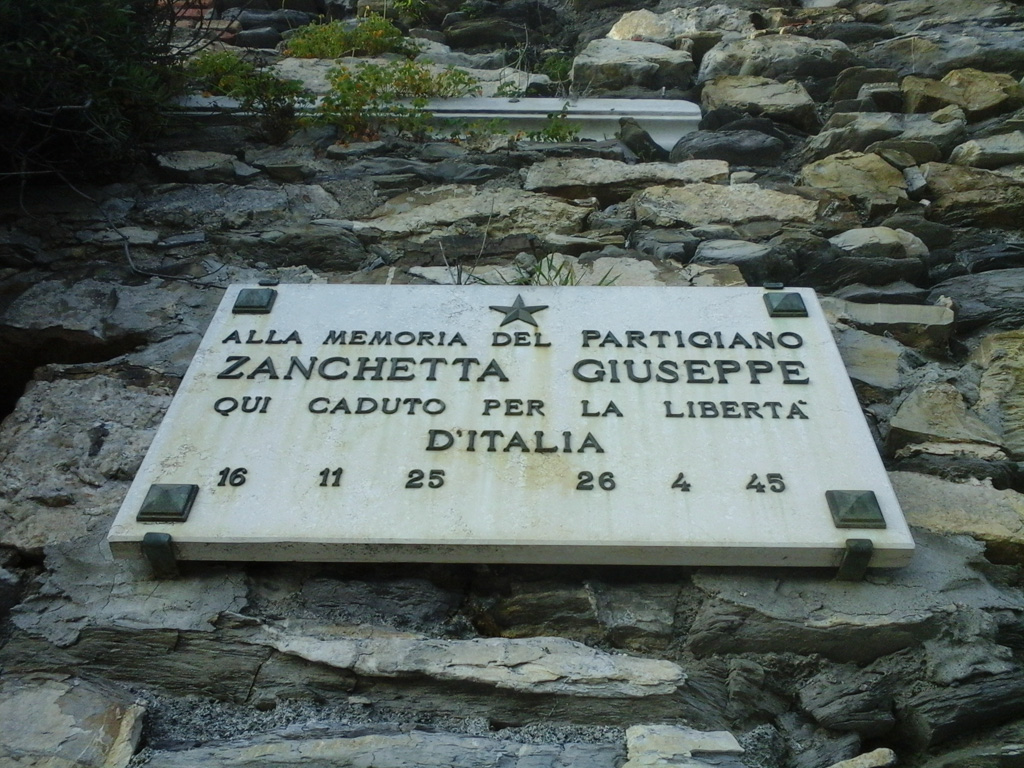 ALLA MEMORIA DEL PARTIGIANO
ZANCHETTA GIUSEPPE
QUI CADUTO PER LA LIBERTÀ
D'ITALIA
16 11 25 26 4 45